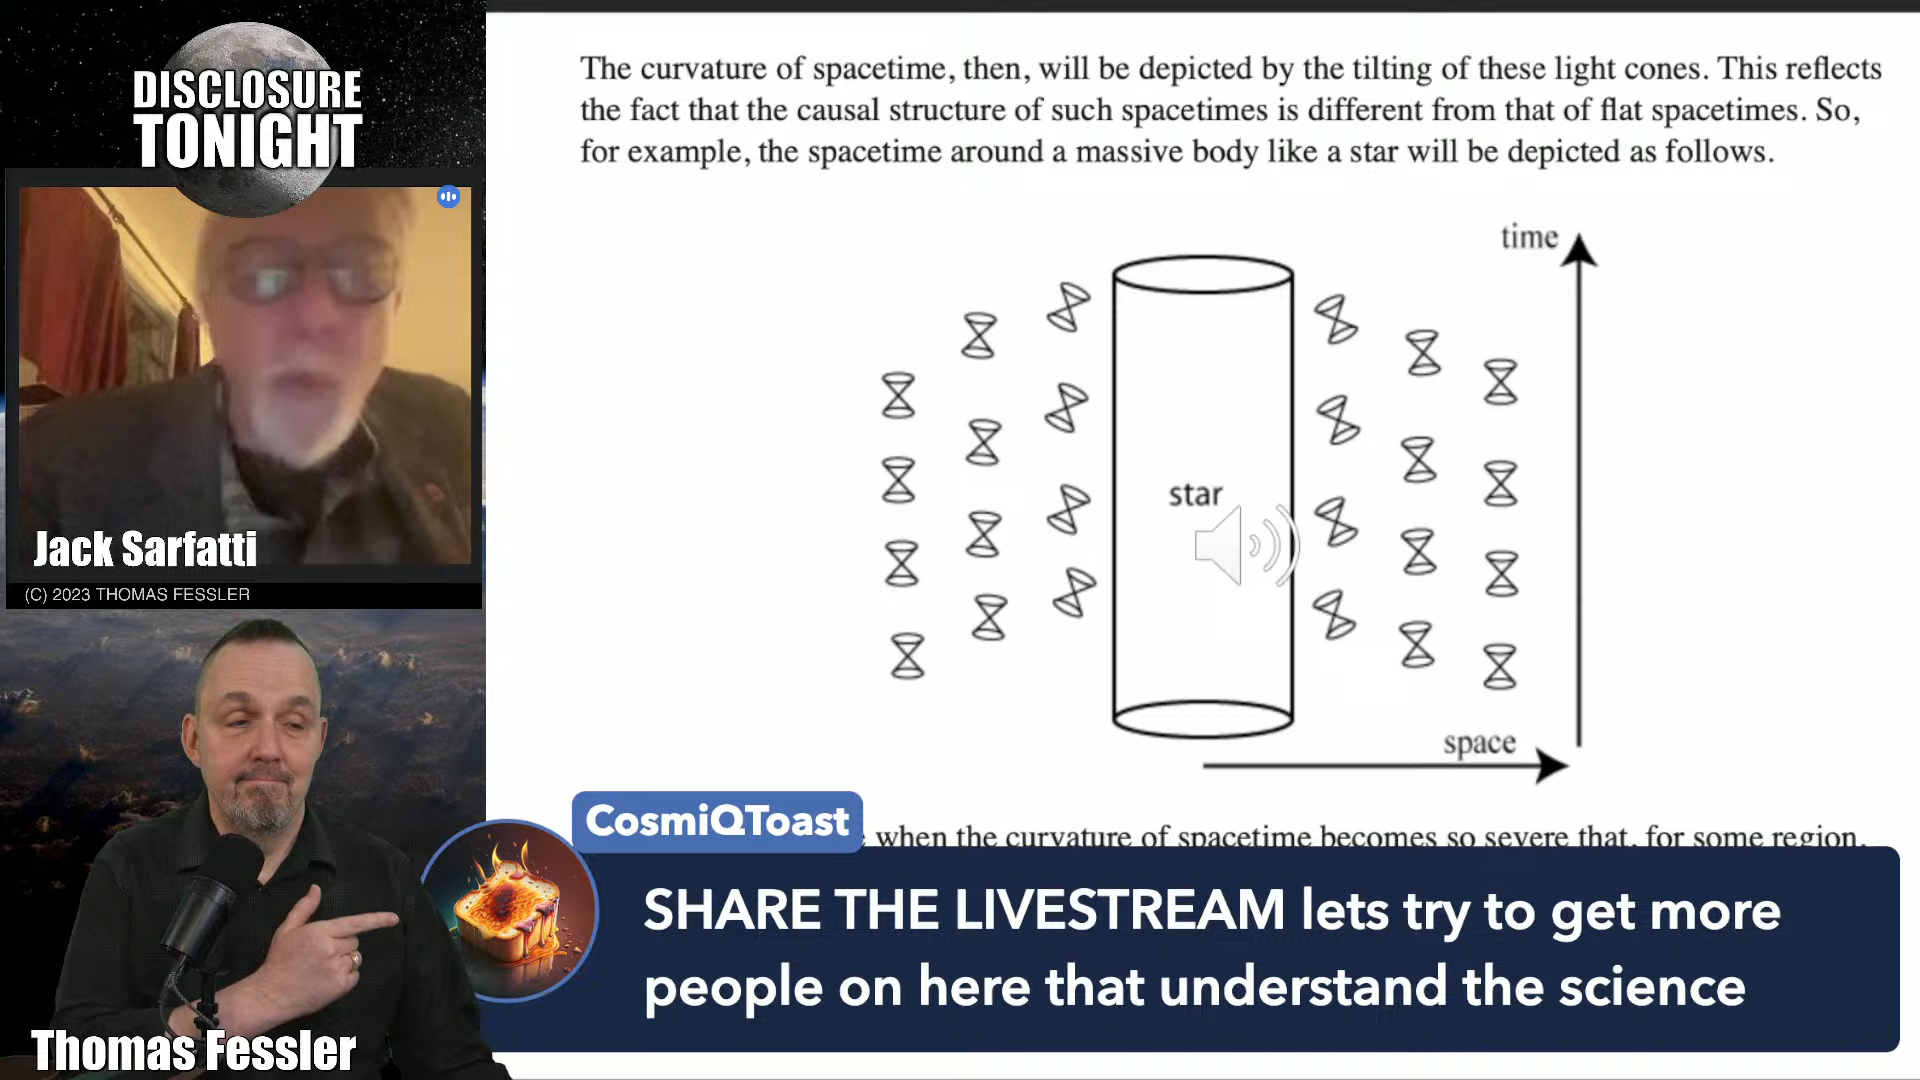 DISCLOSURE
TONIGHT
Jack Sarfatti
(C) 2023 THOMAS FESSLER
Thomas Fessler
The curvature of spacetime, then, will be depicted by the tilting of these light cones. This reflects
the fact that the causal structure of such spacetimes is different from that of flat spacetimes. So,
for example, the spacetime around a massive body like a star will be depicted as follows.
time
star
space
when the curvature of spacetime becomes so severe that, for some region,
CosmiQToast
SHARE THE LIVESTREAM lets try to get more
people on here that understand the science